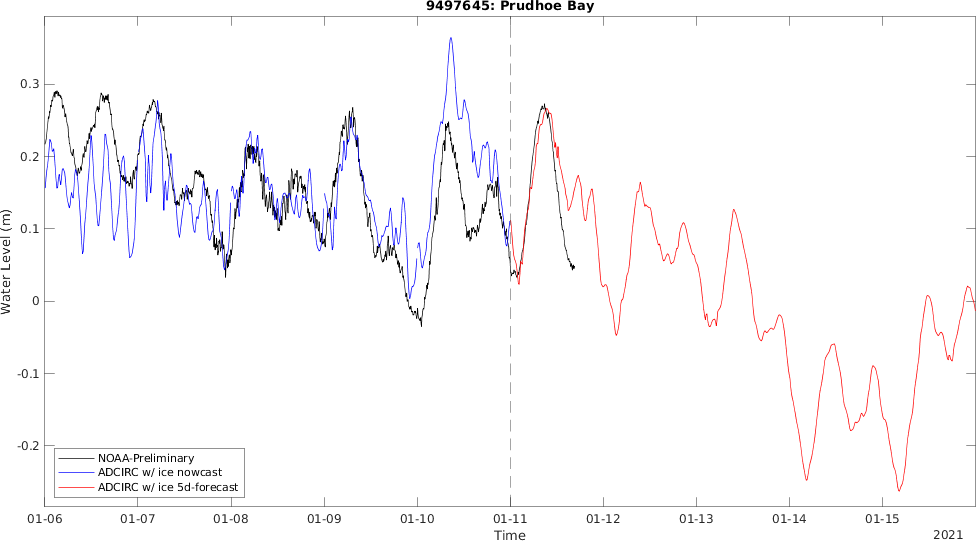 9497645: Prudhoe Bay
Water Level (m)
0.3
0.2
0.1
0
-0.1
-0.2
NOAA-Preliminary
ADCIRC w/ ice nowcast
ADCIRC w/ ice 5d-forecast
01-06 01-07 01-08 01-09 01-10 01-11 01-12 01-13 01-14 01-15
Time
2021